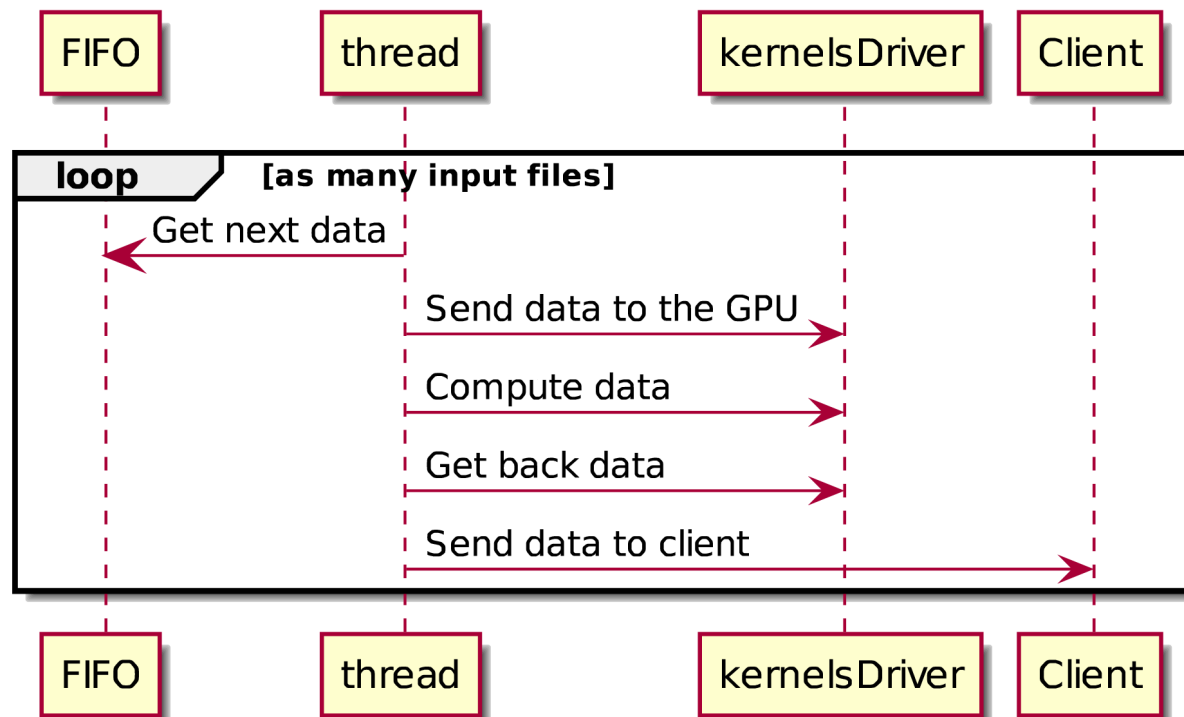 FIFO thread kernelsDriver Client
loop [as many input files]
Get next data
Send data to the GPU
Compute data
Get back data
Send data to client
FIFO thread kernelsDriver Client